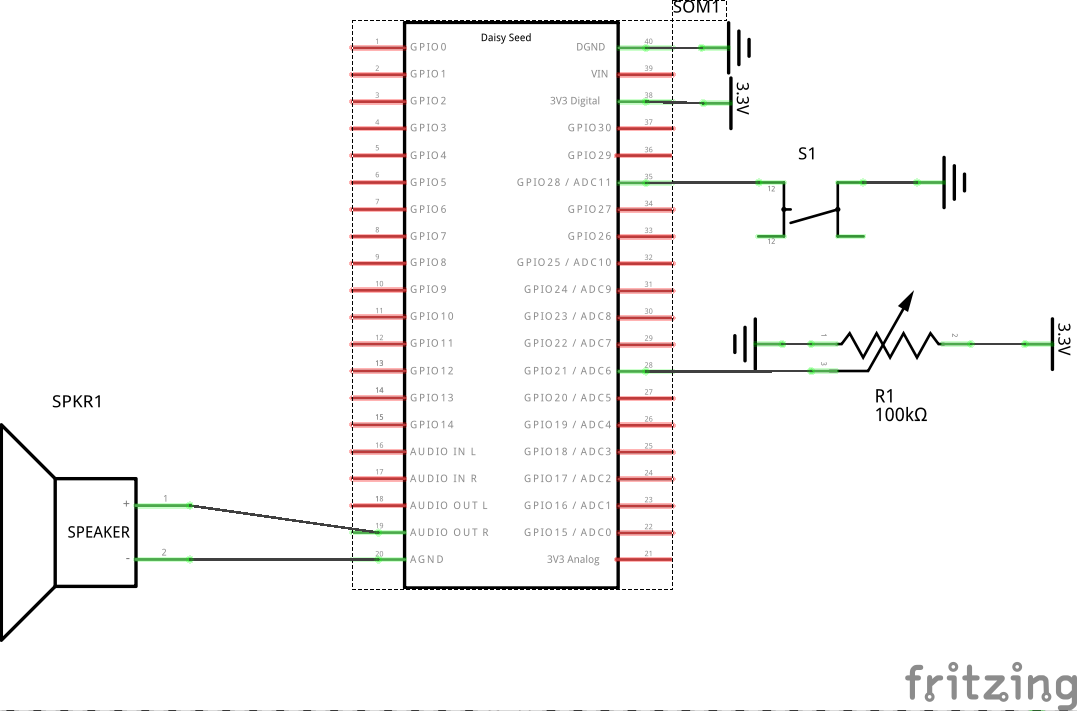 SOM1
Daisy Seed
1 GPIO0
2 GPIO1
3 GPIO2
4 GPIO3
5 GPIO4
6 GPIO5
7 GPIO6
8 GPIO7
9 GPIO8
10 GPIO9
11 GPIO10
12 GPIO11
13 GPIO12
14 GPIO13
15 GPIO14
16 AUDIO IN L
17 AUDIO IN R
18 AUDIO OUT L
19 AUDIO OUT R
20 AGND
DGND 40
VIN 39
3V3 Digital 38
GPIO30 37
GPIO29 36
GPIO28 / ADC11 35
GPIO27 34
GPIO26 33
GPIO25 / ADC10 32
GPIO24 / ADC9 31
GPIO23 / ADC8 30
GPIO22 / ADC7 29
GPIO21 / ADC6 28
GPIO20 / ADC5 27
GPIO19 / ADC4 26
GPIO18 / ADC3 25
GPIO17 / ADC2 24
GPIO16 / ADC1 23
GPIO15 / ADC0 22
3V3 Analog 21
3.3V
S1
12
12
1
2
3
3.3V
R1
100kΩ
SPKR1
+ 1
SPEAKER
- 2
fritzing